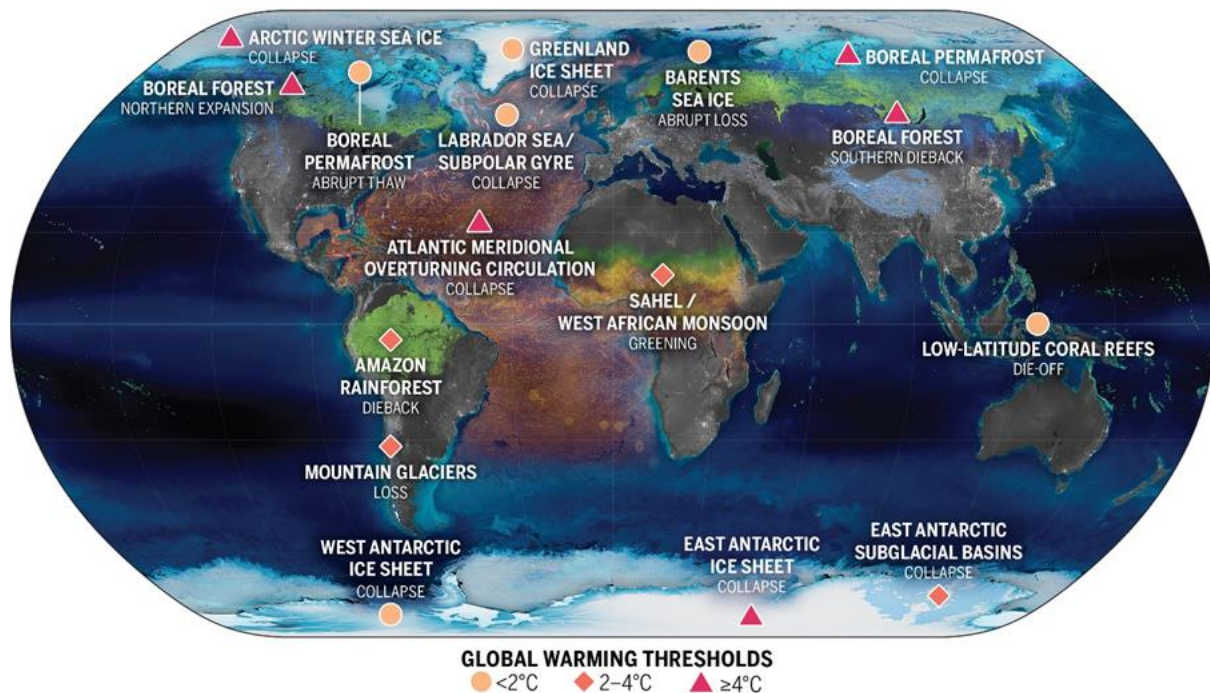 ARCTIC WINTER SEA ICE
COLLAPSE
BOREAL FOREST
NORTHERN EXPANSION
BOREAL
PERMAFROST
ABRUPT THAW
GREENLAND
ICE SHEET
COLLAPSE
LABRADOR SEA/
SUBPOLAR GYRE
COLLAPSE
BARENTS
SEA ICE
ABRUPT LOSS
BOREAL PERMAFROST
COLLAPSE
BOREAL FOREST
SOUTHERN DIEBACK
ATLANTIC MERIDIONAL
OVERTURNING CIRCULATION
COLLAPSE
SAHEL /
WEST AFRICAN MONSOON
GREENING
LOW-LATITUDE CORAL REEFS
DIE-OFF
AMAZON
RAINFOREST
DIEBACK
MOUNTAIN GLACIERS
LOSS
WEST ANTARCTIC
ICE SHEET
COLLAPSE
EAST ANTARCTIC
ICE SHEET
COLLAPSE
EAST ANTARCTIC
SUBGLACIAL BASINS
COLLAPSE
GLOBAL WARMING THRESHOLDS
<2°C 2–4°C ≥4°C